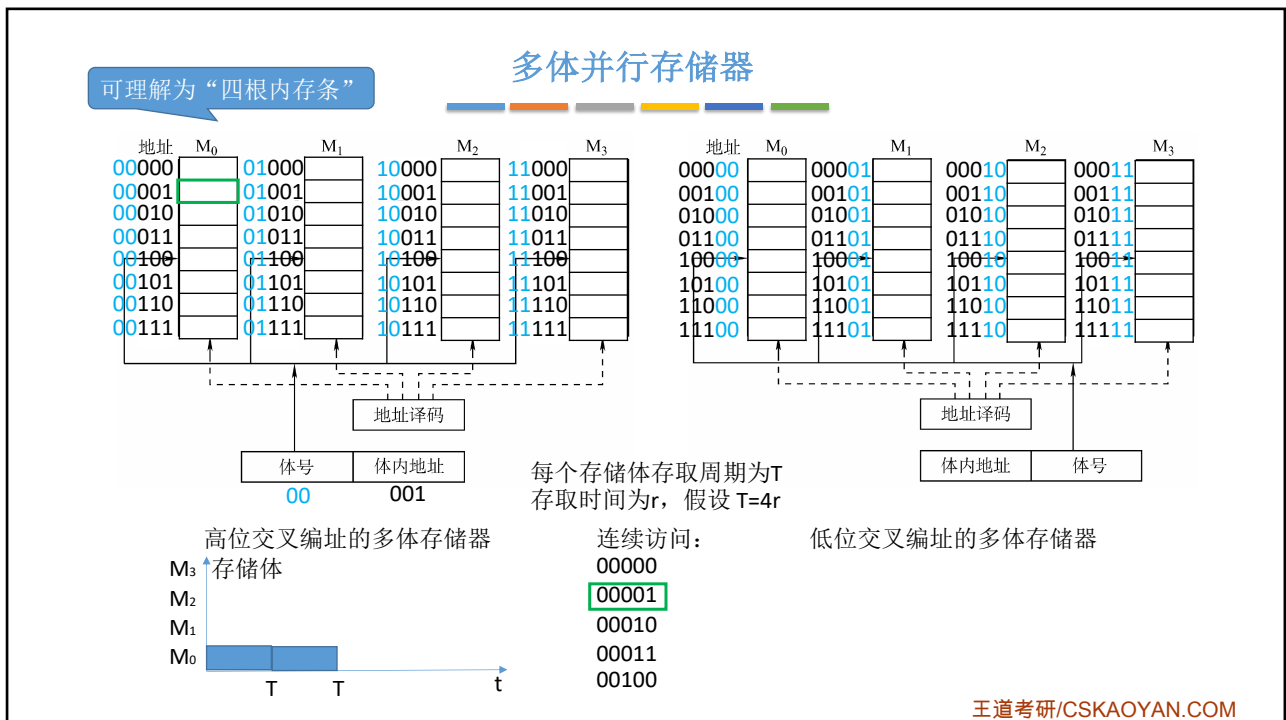 多体并行存储器
可理解为“四根内存条”
地址 M0 M1 M2 M3
00000 01000 10000 11000
00001 01001 10001 11001
00010 01010 10010 11010
00011 01011 10011 11011
00100 01100 10100 11100
00101 01101 10101 11101
00110 01110 10110 11110
00111 01111 10111 11111
地址译码
体号 体内地址
00 001
高位交叉编址的多体存储器
地址 M0 M1 M2 M3
00000 00001 00010 00011
00100 00101 00110 00111
01000 01001 01010 01011
01100 01101 01110 01111
10000 10001 10010 10011
10100 10101 10110 10111
11000 11001 11010 11011
11100 11101 11110 11111
地址译码
体内地址 体号
低位交叉编址的多体存储器
每个存储体存取周期为T
存取时间为r，假设 T=4r
连续访问：
00000
00001
00010
00011
00100
存储体
M3
M2
M1
M0
T T t
王道考研/CSKAOYAN.COM